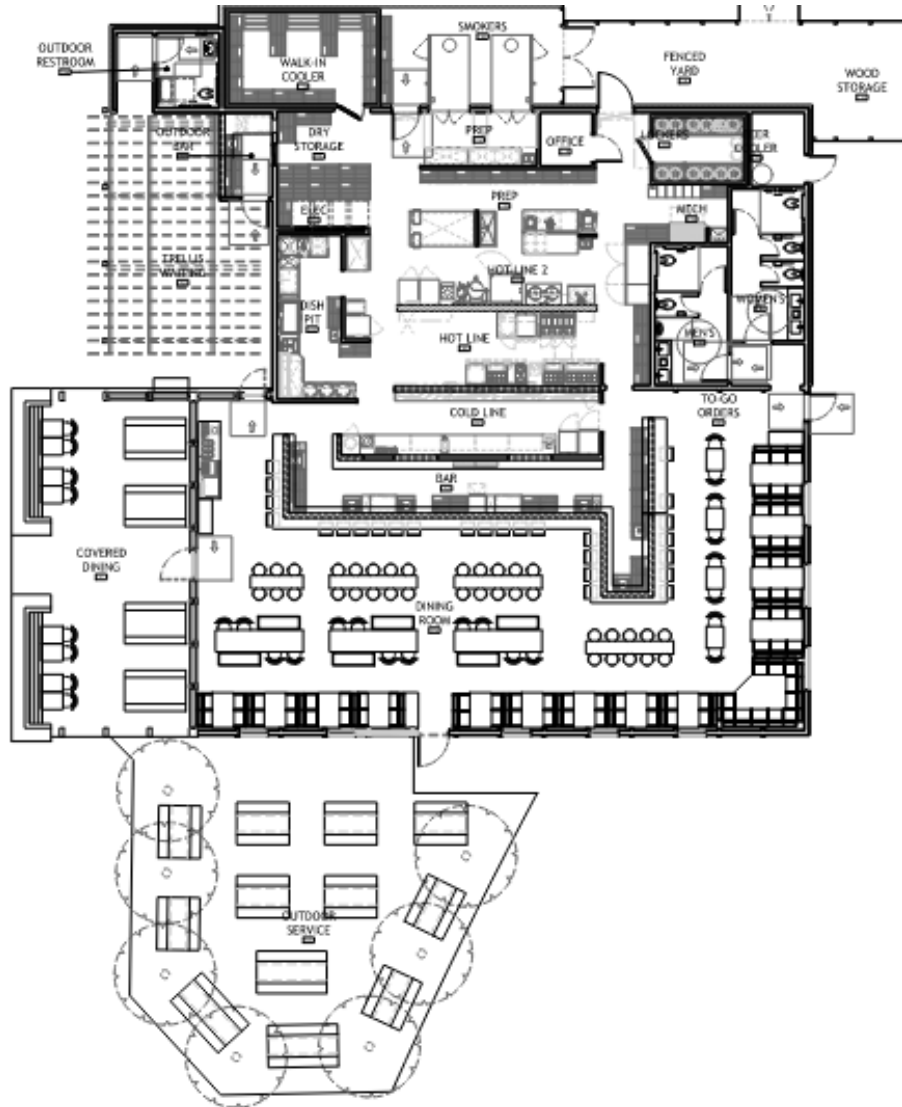 SMOKERS
OUTDOOR
RESTROOM
WALK-IN
COOLER
FENCED
YARD
WOOD
STORAGE
OUTDOOR
DRY
STORAGE
PREP
OFFICE
LOCKERS
COOLER
PREP
ELEC
MECH
WAITING
HOT LINE 2
DISH
PIT
WOMEN'S
HOT LINE
MEN'S
TO-GO
ORDERS
COLD LINE
BAR
COVERED
DINING
DINING
ROOM
OUTDOOR
SERVICE